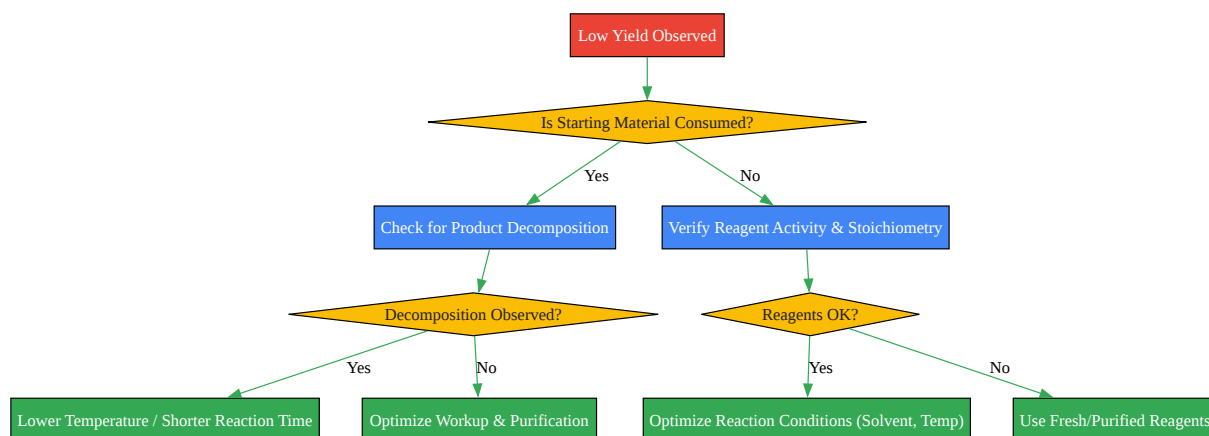 Low Yield Observed
Is Starting Material Consumed?
Yes
No
Check for Product Decomposition
Verify Reagent Activity & Stoichiometry
Decomposition Observed?
Reagents OK?
Yes
No
Yes
No
Lower Temperature / Shorter Reaction Time
Optimize Workup & Purification
Optimize Reaction Conditions (Solvent, Temp)
Use Fresh/Purified Reagents